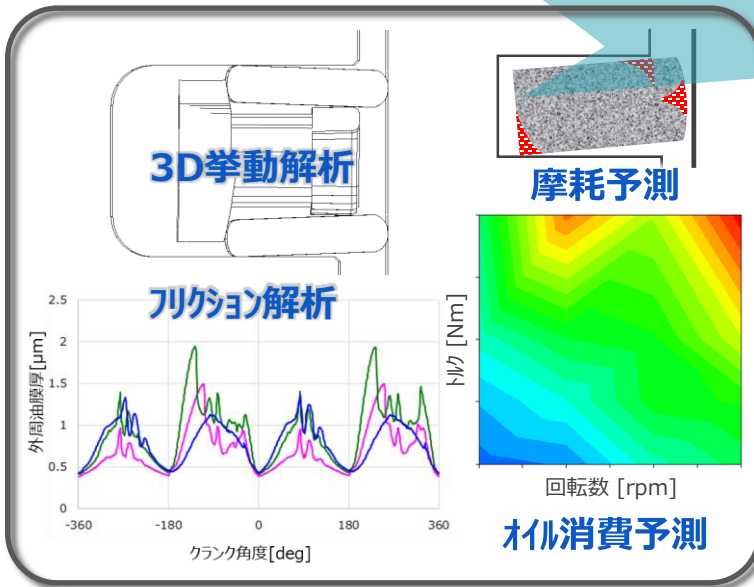 3D挙動解析
摩耗予測
フリクション解析
外周油膜厚[μm]
2.5
2
1.5
1
0.5
0
-360
-180
0
180
360
クランク角度[deg]
トルク [Nm]
回転数 [rpm]
オイル消費予測